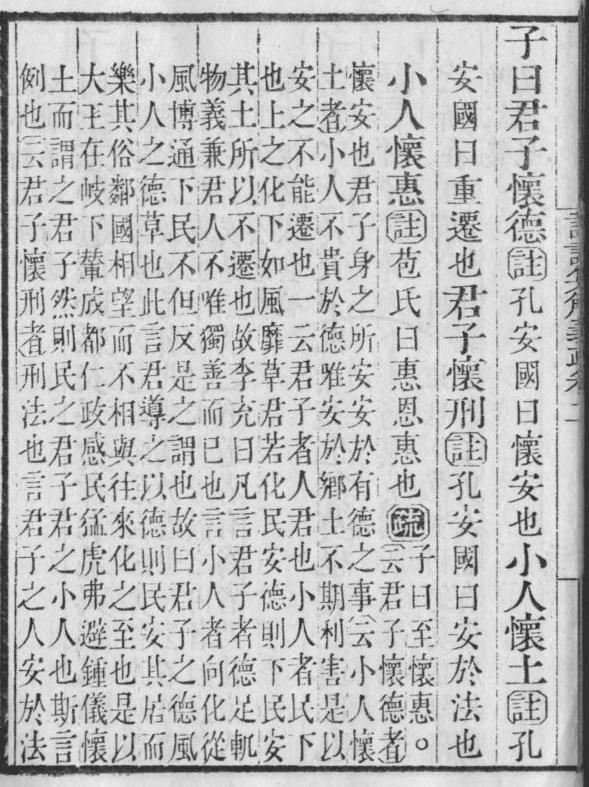 子曰君子懷德註孔安國曰懷安也小人懷土註孔
安國曰重遷也君子懷刑註孔安國曰安於法也
小人懷惠註苞氏曰惠恩惠也疏子曰至懷惠。
云君子懷德者
懷安也君子身之所安安於有德之事云小人懷
土者小人不貴於德唯安於鄉土不期利害是以
安之不能遷也一云君子者人君也小人者民下
也上之化下如風靡草君若化民安德則下民安
其土所以不遷也故李充曰凡言君子者德足軌
物義兼君人不唯獨善而已也言小人者向化從
風博通下民不但反是之謂也故曰君子之德風
小人之德草也此言君導之以德則民安其居而
樂其俗鄰國相望而不相與往來化之至也是以
大王在岐下輦成都仁政感民猛虎弗避鍾儀懷
土而謂之君子然則民之君子君之小人也斯言
例也云君子懷刑者刑法也言君子之人安於法